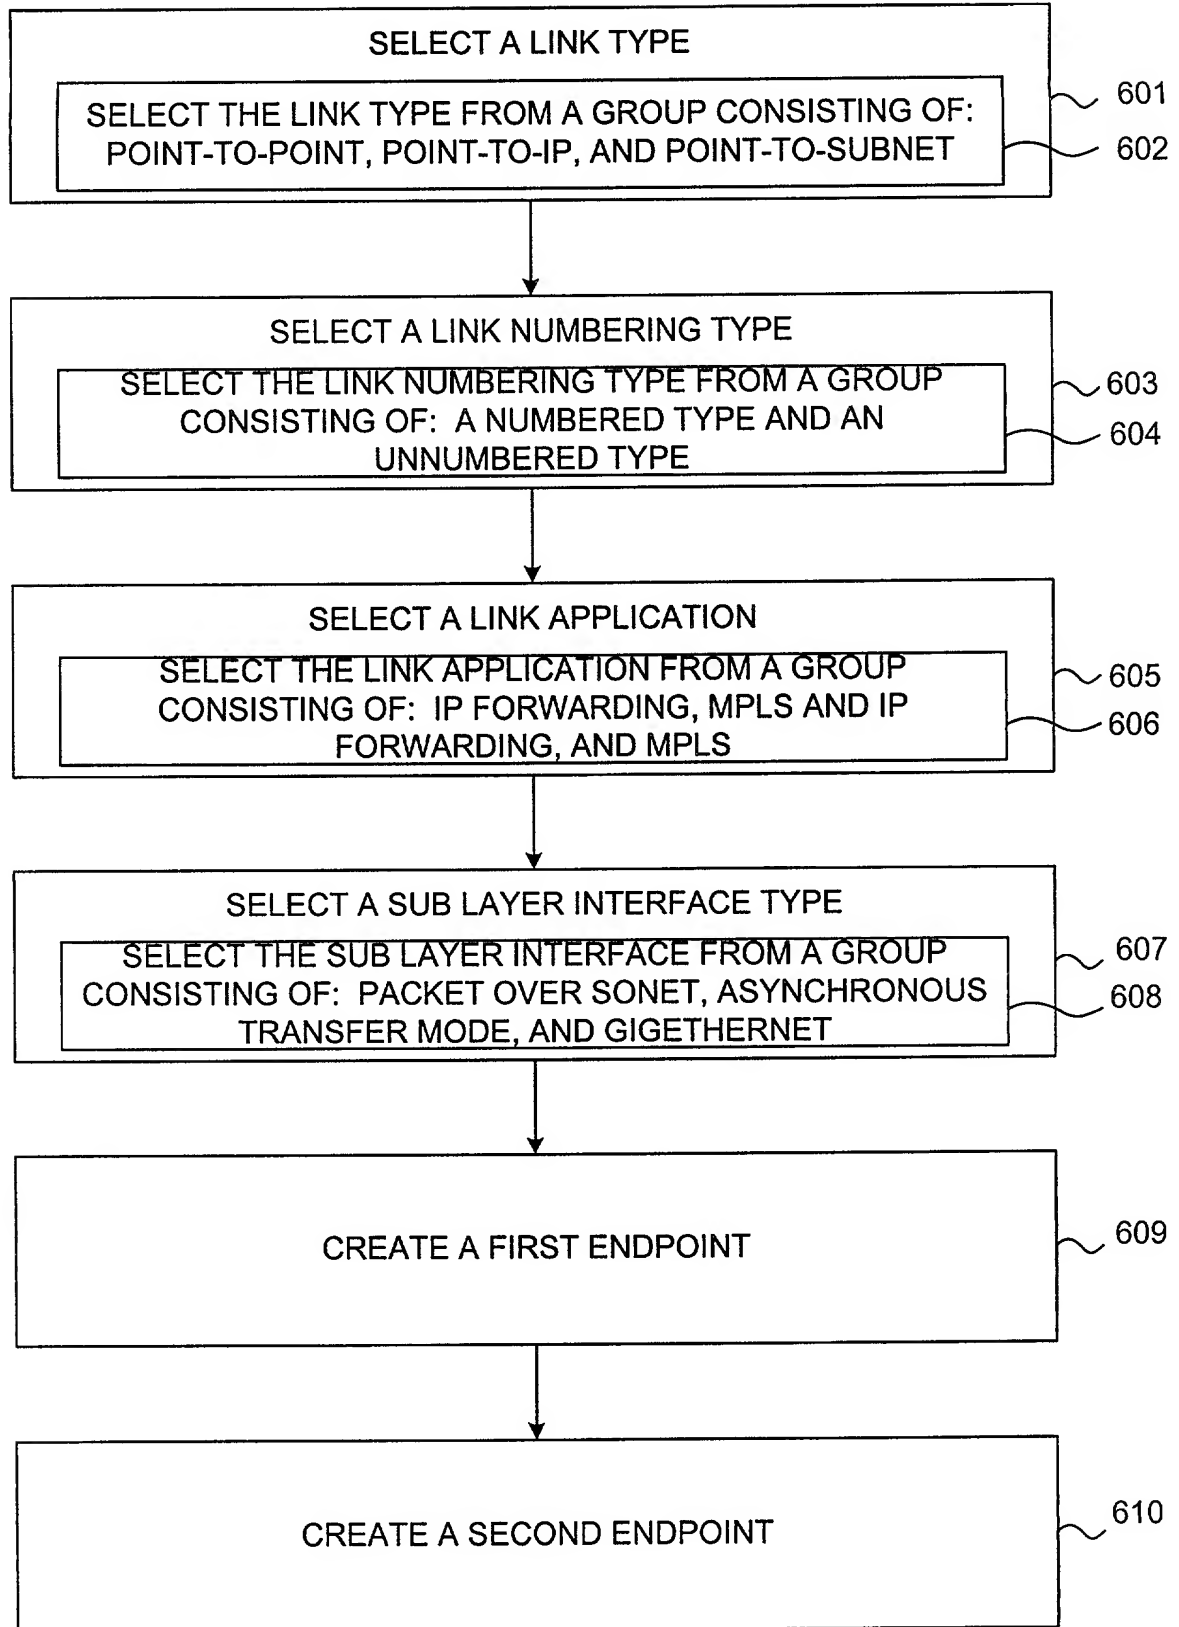 SELECT A LINK TYPE
SELECT THE LINK TYPE FROM A GROUP CONSISTING OF:
POINT-TO-POINT, POINT-TO-IP, AND POINT-TO-SUBNET
601
602
SELECT A LINK NUMBERING TYPE
SELECT THE LINK NUMBERING TYPE FROM A GROUP
CONSISTING OF: A NUMBERED TYPE AND AN
UNNUMBERED TYPE
603
604
SELECT A LINK APPLICATION
SELECT THE LINK APPLICATION FROM A GROUP
CONSISTING OF: IP FORWARDING, MPLS AND IP
FORWARDING, AND MPLS
605
606
SELECT A SUB LAYER INTERFACE TYPE
SELECT THE SUB LAYER INTERFACE FROM A GROUP
CONSISTING OF: PACKET OVER SONET, ASYNCHRONOUS
TRANSFER MODE, AND GIGETHERNET
607
608
CREATE A FIRST ENDPOINT
609
CREATE A SECOND ENDPOINT
610